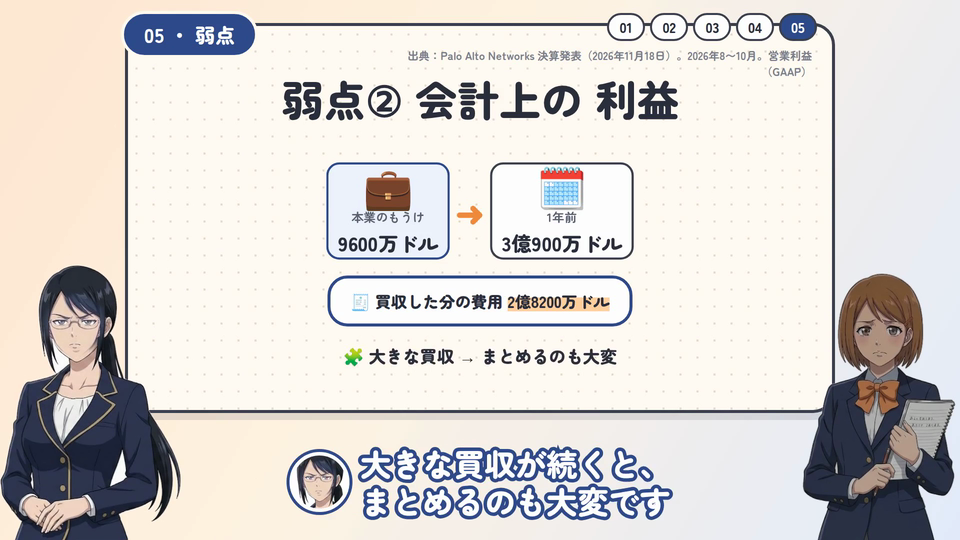 05 ・ 弱点
01 02 03 04 05
出典：Palo Alto Networks 決算発表（2026年11月18日）。2026年8〜10月。営業利益
（GAAP）
弱点② 会計上の 利益
本業のもうけ
9600万ドル
1年前
3億900万ドル
買収した分の費用 2億8200万ドル
大きな買収 → まとめるのも大変
大きな買収が続くと、
まとめるのも大変です